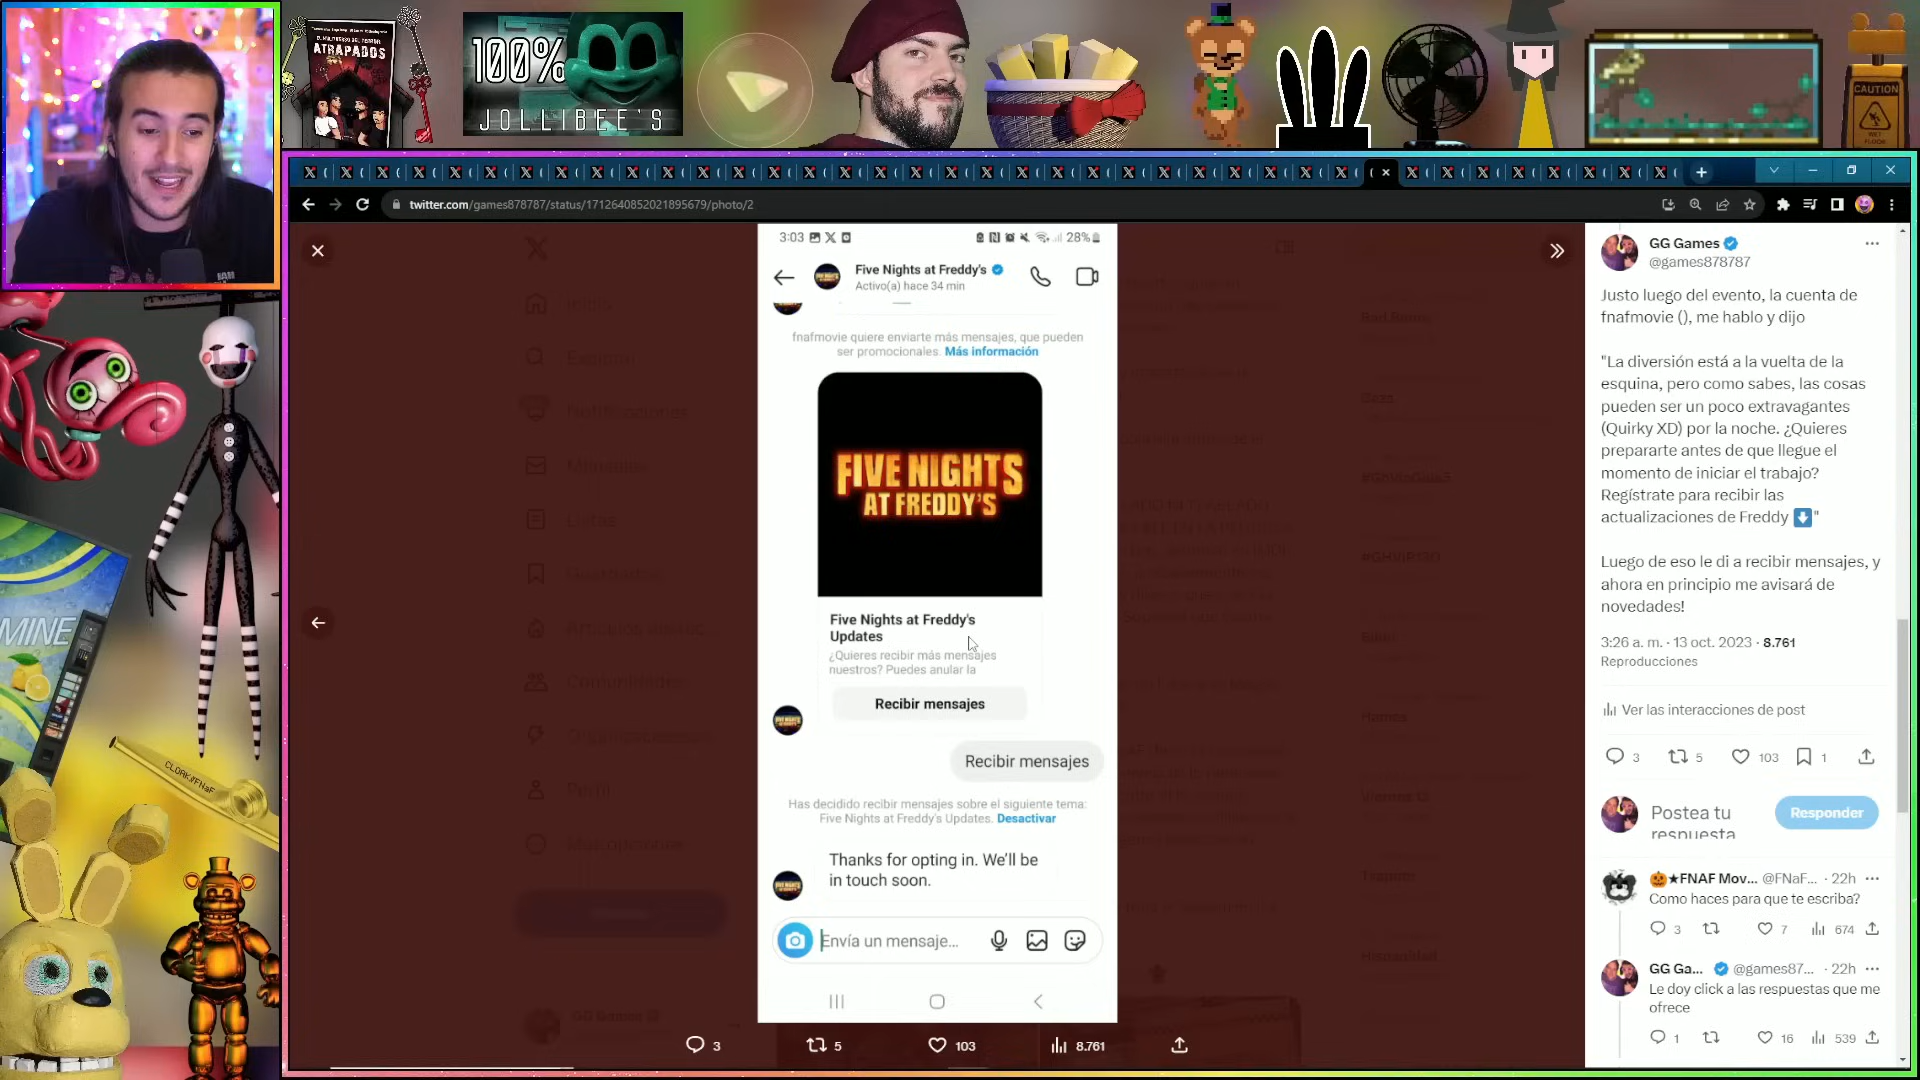 ATRAPADOS
100%
JOLLIBEE'S
CAUTION
twitter.com/games878787/status/1712640852021895679/photo/2
3:03
28%
Five Nights at Freddy's
Activo(a) hace 34 min
fnafmovie quiere enviarte más mensajes, que pueden
ser promocionales. Más información
FIVE NIGHTS
AT FREDDY'S
Five Nights at Freddy's
Updates
¿Quieres recibir más mensajes
nuestros? Puedes anular la
Recibir mensajes
Recibir mensajes
Has decidido recibir mensajes sobre el siguiente tema:
Five Nights at Freddy's Updates. Desactivar
Thanks for opting in. We'll be
in touch soon.
Envía un mensaje...
3
5
103
8.761
GG Games
@games878787
Justo luego del evento, la cuenta de
fnafmovie (), me hablo y dijo
"La diversión está a la vuelta de la
esquina, pero como sabes, las cosas
pueden ser un poco extravagantes
(Quirky XD) por la noche. ¿Quieres
prepararte antes de que llegue el
momento de iniciar el trabajo?
Regístrate para recibir las
actualizaciones de Freddy ⬇️"
Luego de eso le di a recibir mensajes, y
ahora en principio me avisará de
novedades!
3:26 a. m. · 13 oct. 2023 · 8.761
Reproducciones
Ver las interacciones de post
3
5
103
1
Postea tu
respuesta
Responder
🎃★FNAF Mov... @FNaF... · 22h
Como haces para que te escriba?
3
7
674
GG Ga... @games87... · 22h
Le doy click a las respuestas que me
ofrece
1
16
539
MINE
CLOAK//FNaF